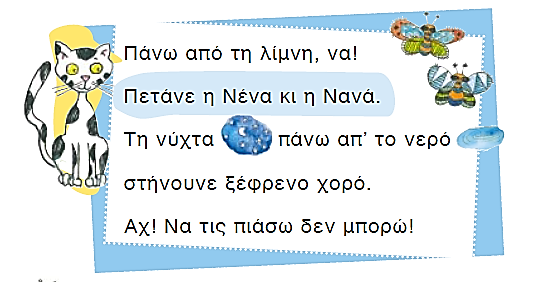 Πάνω από τη λίμνη, να!
Πετάνε η Νένα κι η Νανά.
Τη νύχτα πάνω απ' το νερό
στήνουνε ξέφρενο χορό.
Αχ! Να τις πιάσω δεν μπορώ!